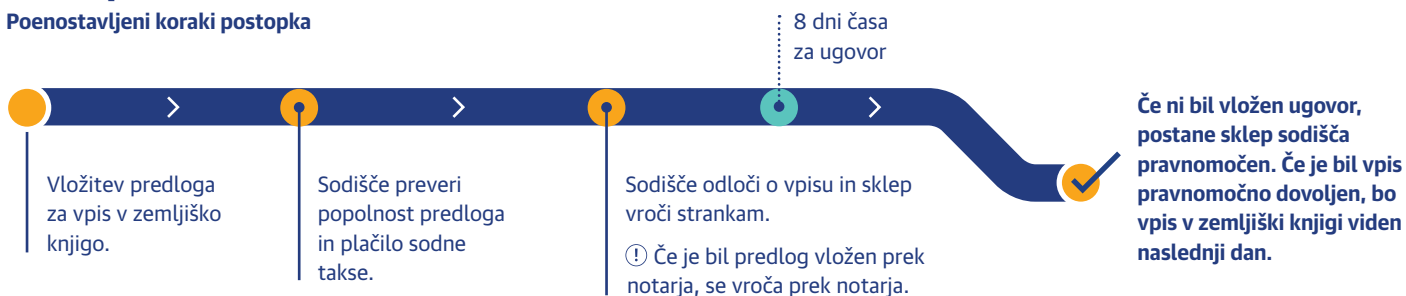 Poenostavljeni koraki postopka
8 dni časa
za ugovor
Vložitev predloga
za vpis v zemljiško
knjigo.
Sodišče preveri
popolnost predloga
in plačilo sodne
takse.
Sodišče odloči o vpisu in sklep
vroči strankam.
! Če je bil predlog vložen prek
notarja, se vroča prek notarja.
Če ni bil vložen ugovor,
postane sklep sodišča
pravnomočen. Če je bil vpis
pravnomočno dovoljen, bo
vpis v zemljiški knjigi viden
naslednji dan.